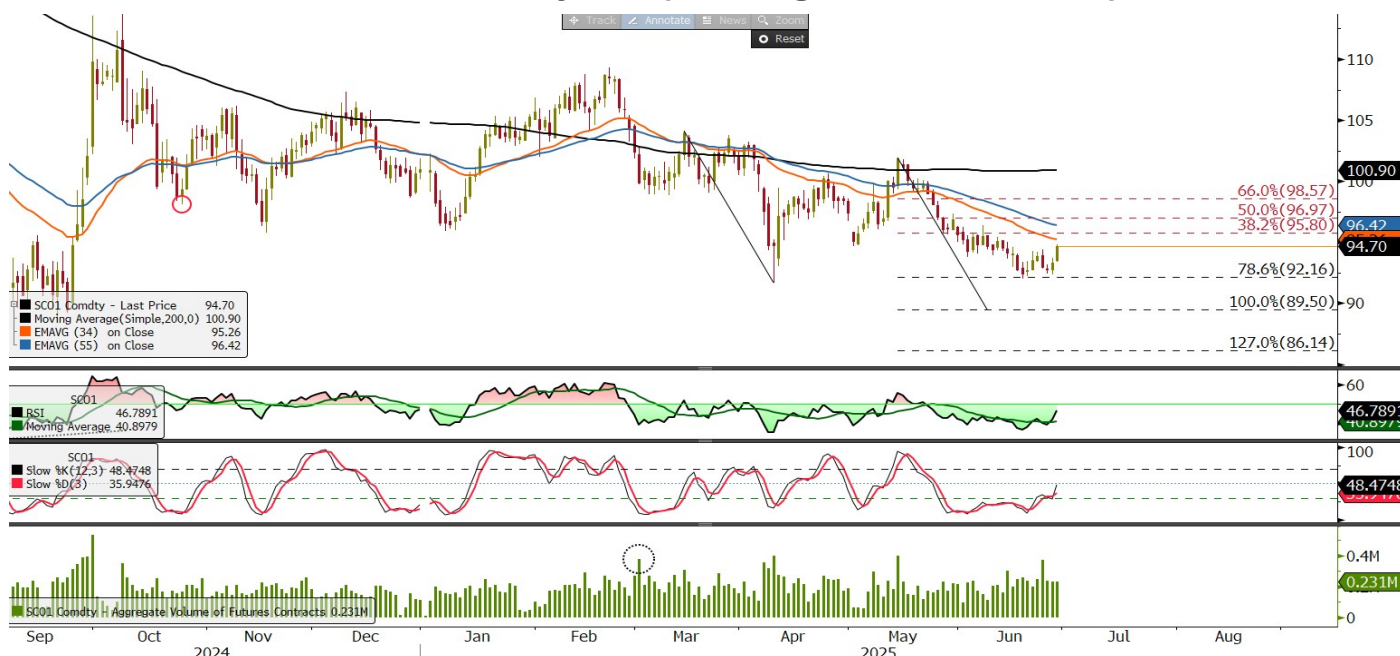 Track Annotate News Zoom
Reset
110
105
100.90
100
66.0%(98.57)
50.0%(96.97)
96.42
38.2%(95.80)
94.70
78.6%(92.16)
90
100.0%(89.50)
127.0%(86.14)
SCO1 Comdty - Last Price 94.70
Moving Average(Simple,200,0) 100.90
EMAVG (34) on Close 95.26
EMAVG (55) on Close 96.42
SCO1
RSI 46.7891
Moving Average 40.8979
60
46.7891
SCO1
Slow %K(12,3) 48.4748
Slow %D(3) 35.9476
100
48.4748
SCO1 Comdty - Aggregate Volume of Futures Contracts 0.231M
0.4M
0.231M
0
Sep Oct Nov Dec Jan Feb Mar Apr May Jun Jul Aug
2024 2025